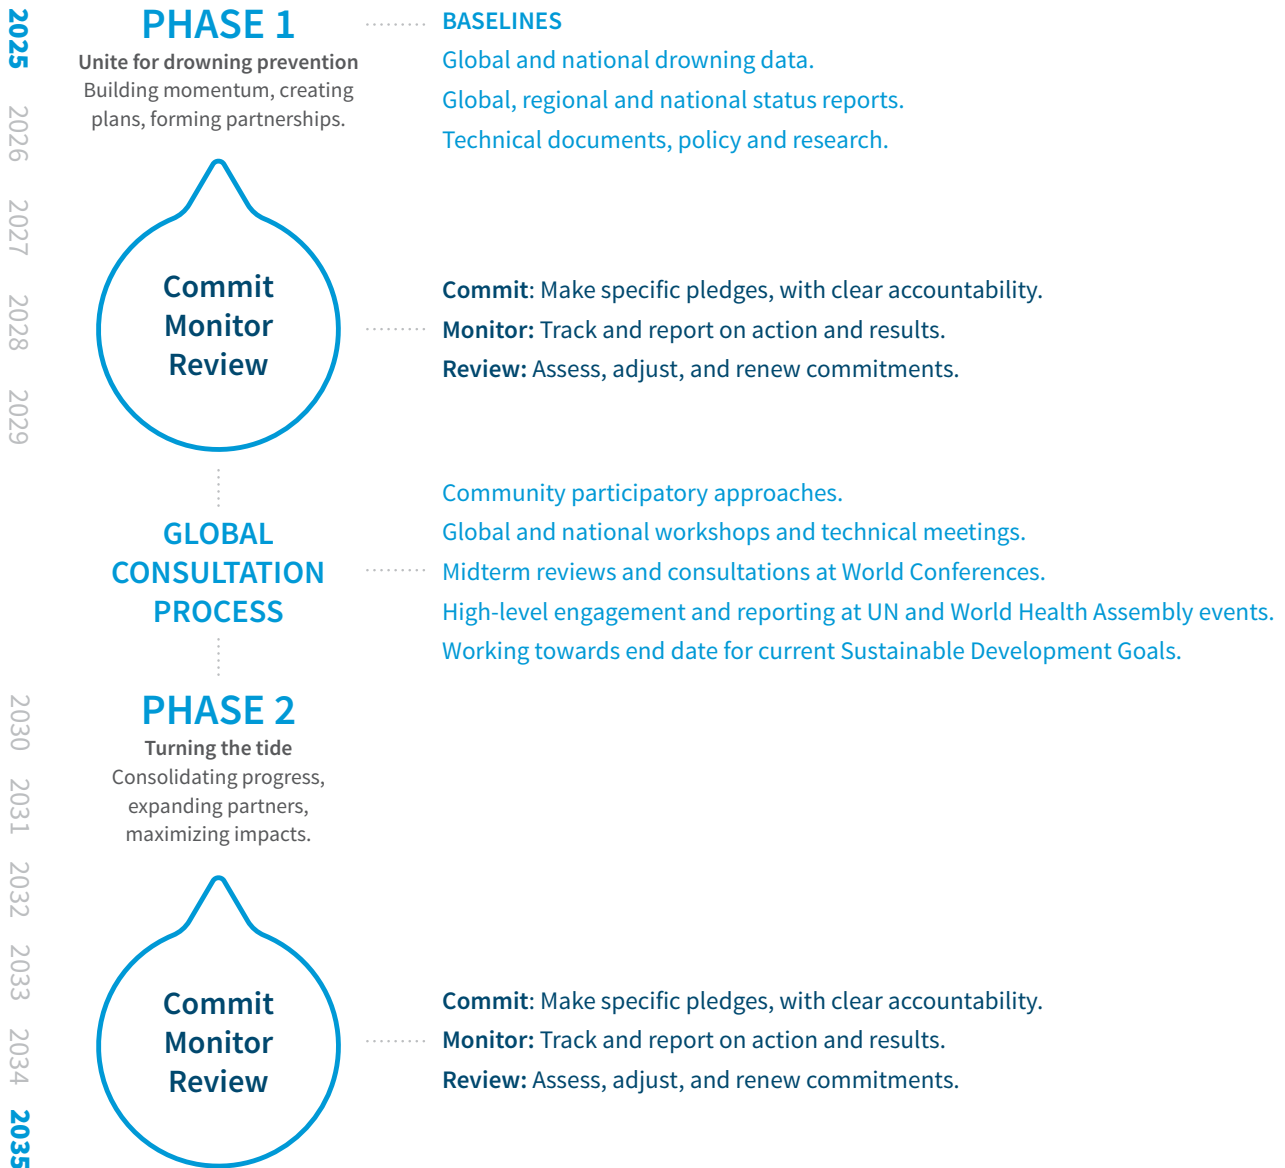 2025
PHASE 1
Unite for drowning prevention
Building momentum, creating
plans, forming partnerships.
BASELINES
Global and national drowning data.
Global, regional and national status reports.
Technical documents, policy and research.
2026
2027
2028
2029
Commit
Monitor
Review
Commit: Make specific pledges, with clear accountability.
Monitor: Track and report on action and results.
Review: Assess, adjust, and renew commitments.
GLOBAL
CONSULTATION
PROCESS
Community participatory approaches.
Global and national workshops and technical meetings.
Midterm reviews and consultations at World Conferences.
High-level engagement and reporting at UN and World Health Assembly events.
Working towards end date for current Sustainable Development Goals.
2030
PHASE 2
Turning the tide
Consolidating progress,
expanding partners,
maximizing impacts.
2031
2032
2033
2034
2035
Commit
Monitor
Review
Commit: Make specific pledges, with clear accountability.
Monitor: Track and report on action and results.
Review: Assess, adjust, and renew commitments.